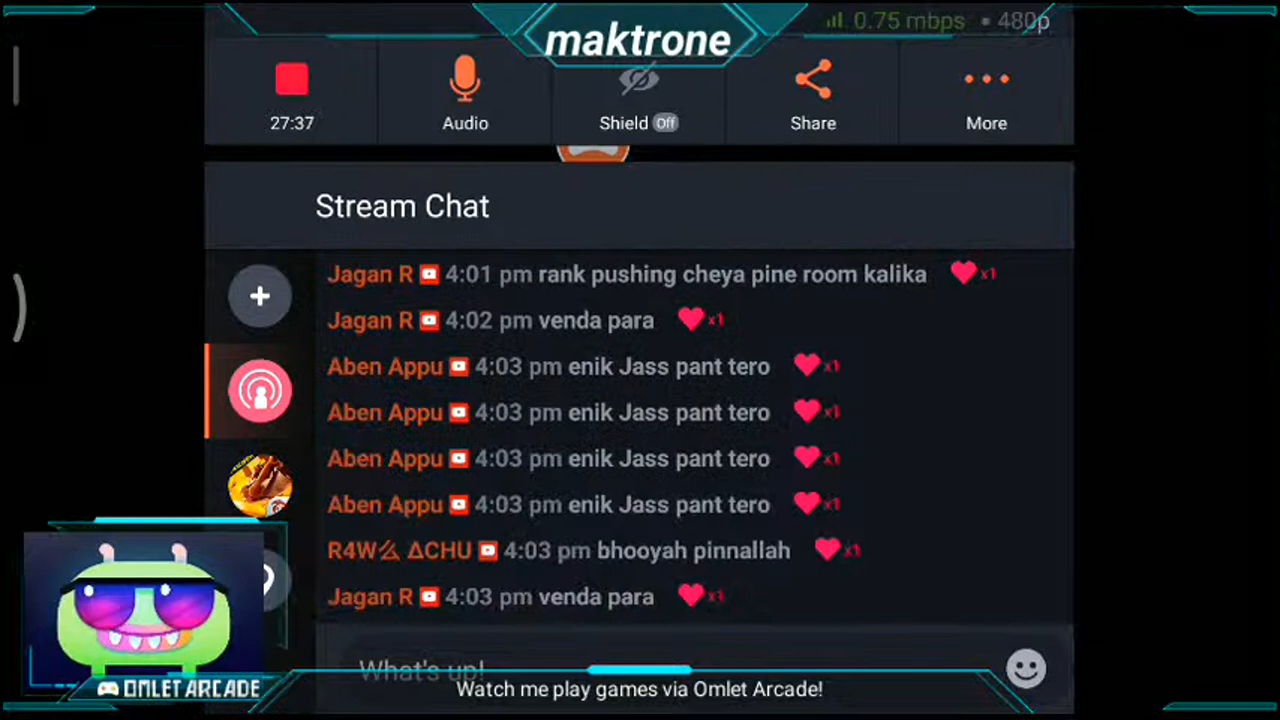 maktrone
0.75 mbps • 480p
27:37
Audio
Shield Off
Share
More
Stream Chat
Jagan R 4:01 pm rank pushing cheya pine room kalika x1
Jagan R 4:02 pm venda para x1
Aben Appu 4:03 pm enik Jass pant tero x1
Aben Appu 4:03 pm enik Jass pant tero x1
Aben Appu 4:03 pm enik Jass pant tero x1
Aben Appu 4:03 pm enik Jass pant tero x1
R4W么 ΔCHU 4:03 pm bhooyah pinnallah x1
Jagan R 4:03 pm venda para x1
What's up!
OMLET ARCADE
Watch me play games via Omlet Arcade!